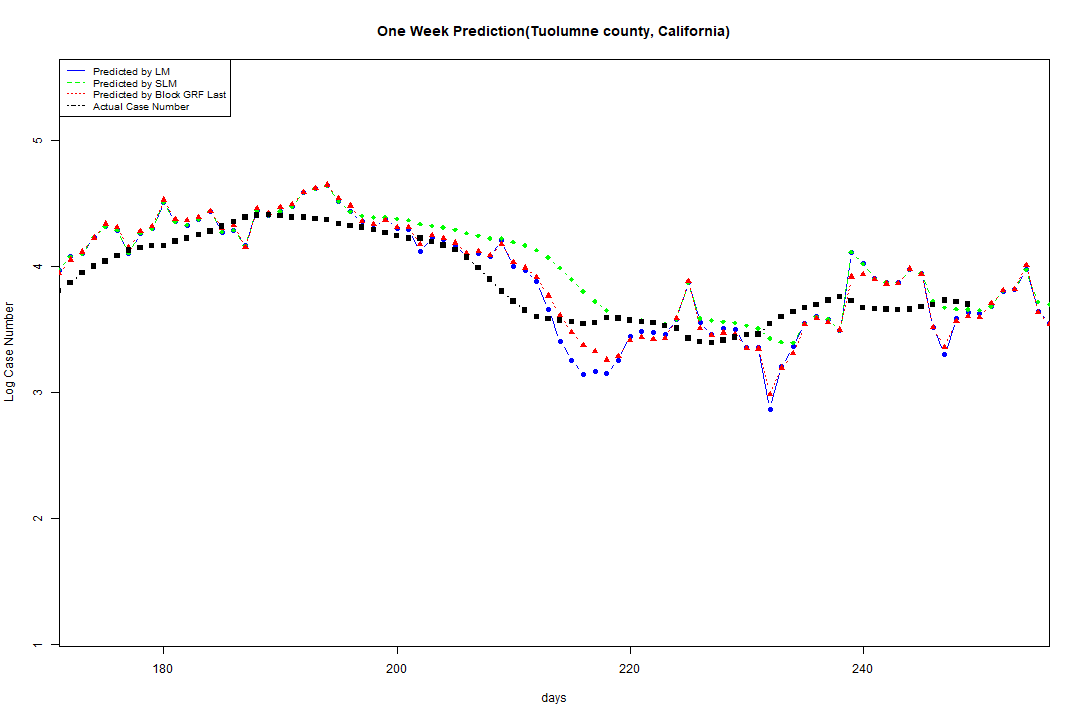 One Week Prediction(Tuolumne county, California)
Predicted by LM
Predicted by SLM
Predicted by Block GRF Last
Actual Case Number
5
4
3
2
1
Log Case Number
180 200 220 240
days